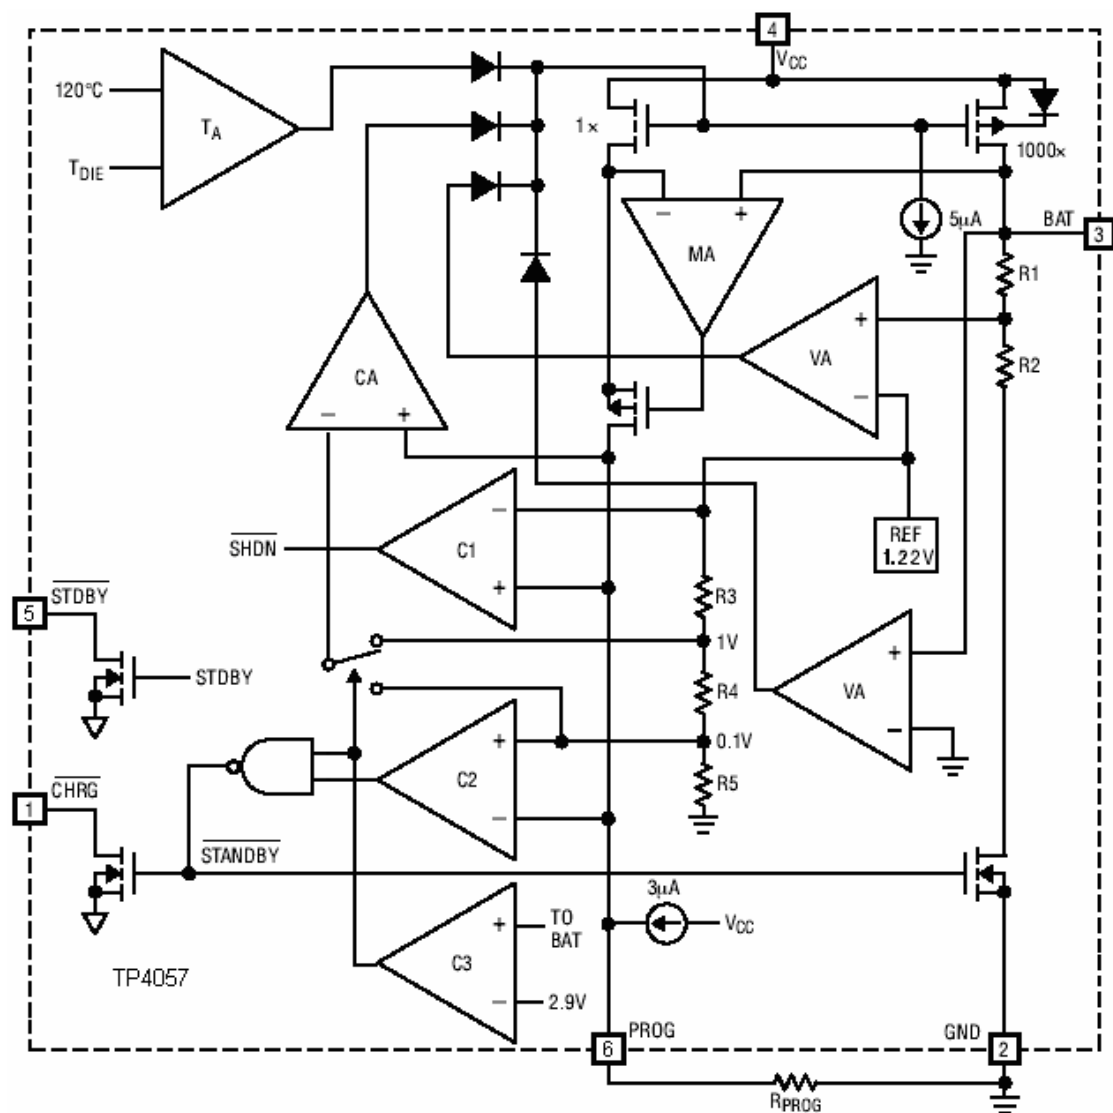 4
VCC
120°C
TA
TDIE
1×
1000×
5μA
BAT
3
− +
MA
R1
+
VA
−
R2
CA
− +
REF
1.22V
SHDN
−
C1
+
R3
5
STDBY
STDBY
1V
R4
+
VA
−
0.1V
+
C2
−
R5
1
CHRG
STANDBY
3μA
VCC
+
TO
BAT
C3
−
2.9V
TP4057
PROG
6
GND
2
RPROG